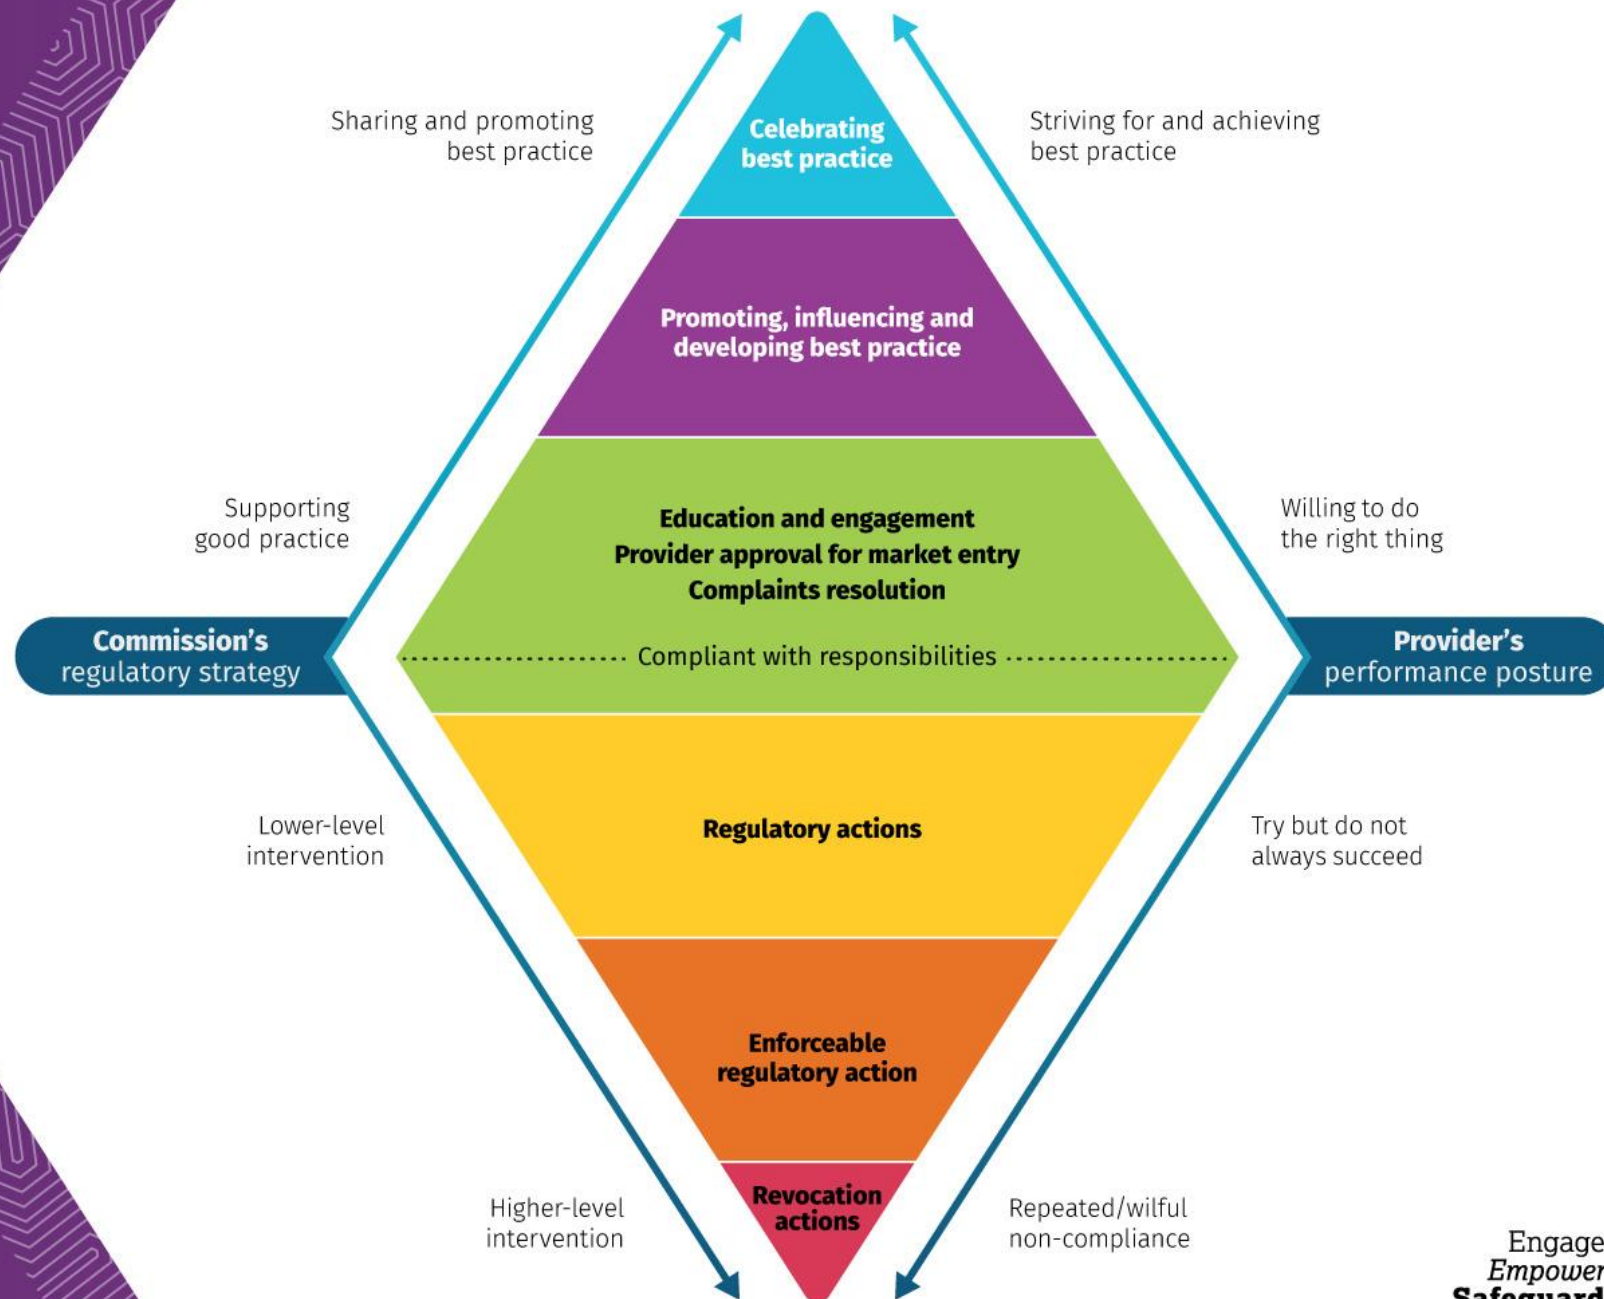 Sharing and promoting
best practice
Celebrating
best practice
Striving for and achieving
best practice
Promoting, influencing and
developing best practice
Supporting
good practice
Education and engagement
Provider approval for market entry
Complaints resolution
Willing to do
the right thing
Commission's
regulatory strategy
Compliant with responsibilities
Provider's
performance posture
Lower-level
intervention
Regulatory actions
Try but do not
always succeed
Enforceable
regulatory action
Higher-level
intervention
Revocation
actions
Repeated/wilful
non-compliance
Engage
Empower
Safeguard